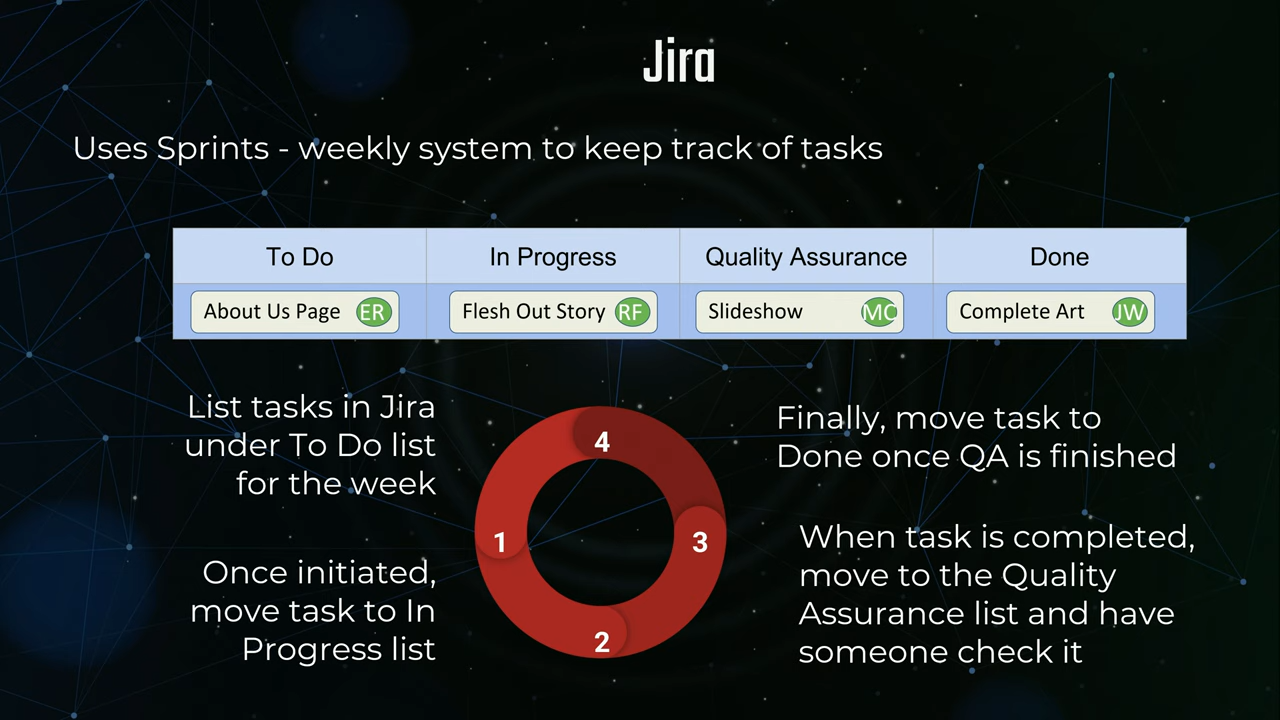 Jira
Uses Sprints - weekly system to keep track of tasks
To Do
In Progress
Quality Assurance
Done
About Us Page ER
Flesh Out Story RF
Slideshow MC
Complete Art JW
List tasks in Jira
under To Do list
for the week
Once initiated,
move task to In
Progress list
4
1
3
2
Finally, move task to
Done once QA is finished
When task is completed,
move to the Quality
Assurance list and have
someone check it